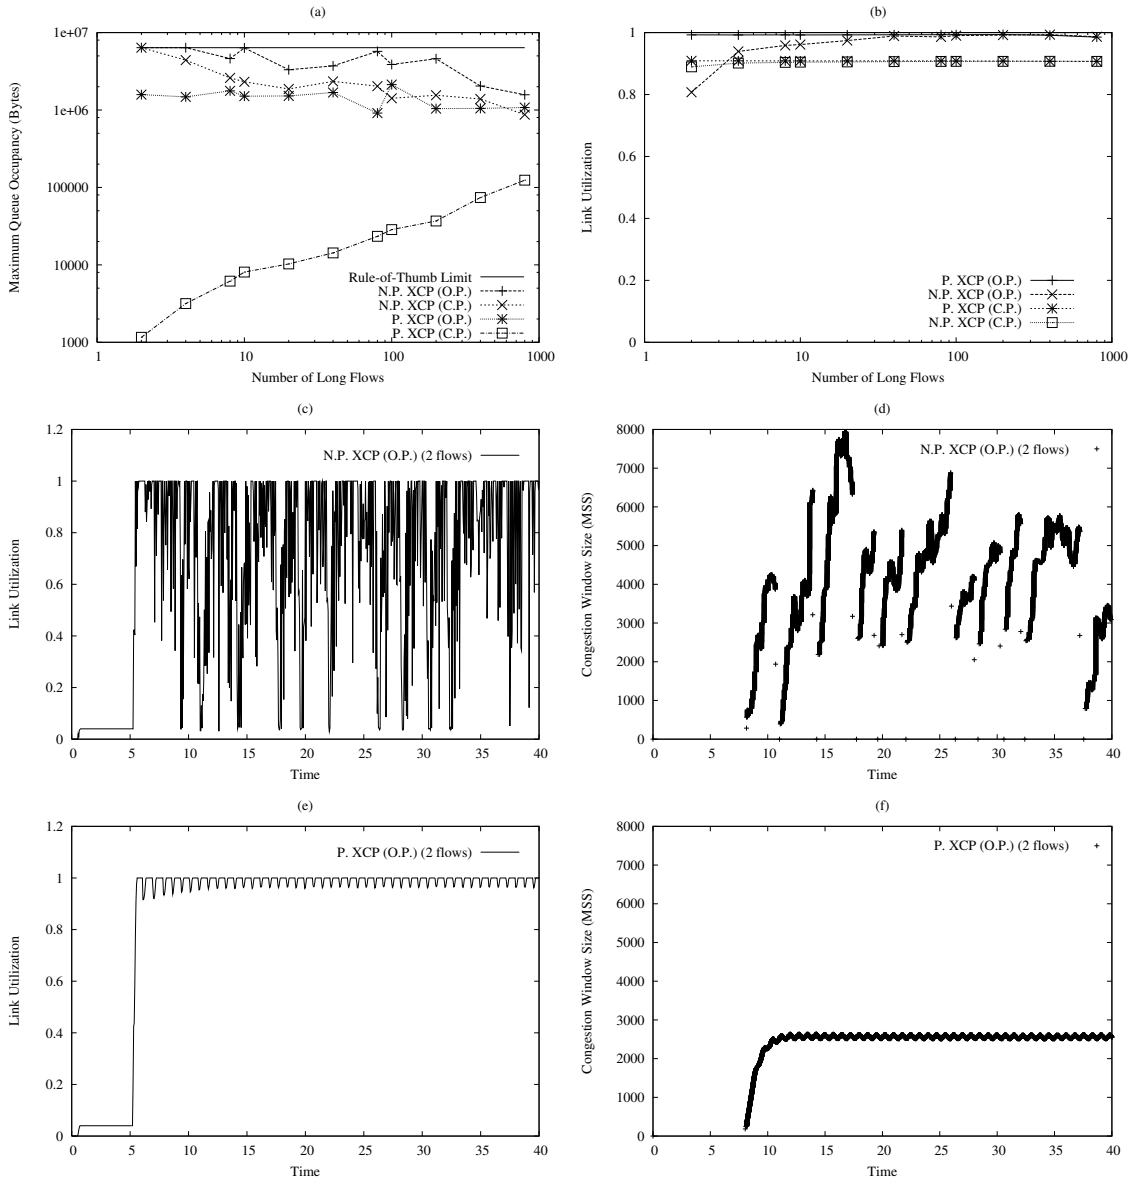 (a)
1e+07
1e+06
100000
10000
1000
Maximum Queue Occupancy (Bytes)
Rule-of-Thumb Limit
N.P. XCP (O.P.)
N.P. XCP (C.P.)
P. XCP (O.P.)
P. XCP (C.P.)
1 10 100 1000
Number of Long Flows
(b)
1
0.8
0.6
0.4
0.2
0
Link Utilization
P. XCP (O.P.)
N.P. XCP (O.P.)
P. XCP (C.P.)
N.P. XCP (C.P.)
1 10 100 1000
Number of Long Flows
(c)
1.2
1
0.8
0.6
0.4
0.2
0
Link Utilization
N.P. XCP (O.P.) (2 flows)
0 5 10 15 20 25 30 35 40
Time
(d)
8000
7000
6000
5000
4000
3000
2000
1000
0
Congestion Window Size (MSS)
N.P. XCP (O.P.) (2 flows)
0 5 10 15 20 25 30 35 40
Time
(e)
1.2
1
0.8
0.6
0.4
0.2
0
Link Utilization
P. XCP (O.P.) (2 flows)
0 5 10 15 20 25 30 35 40
Time
(f)
8000
7000
6000
5000
4000
3000
2000
1000
0
Congestion Window Size (MSS)
P. XCP (O.P.) (2 flows)
0 5 10 15 20 25 30 35 40
Time